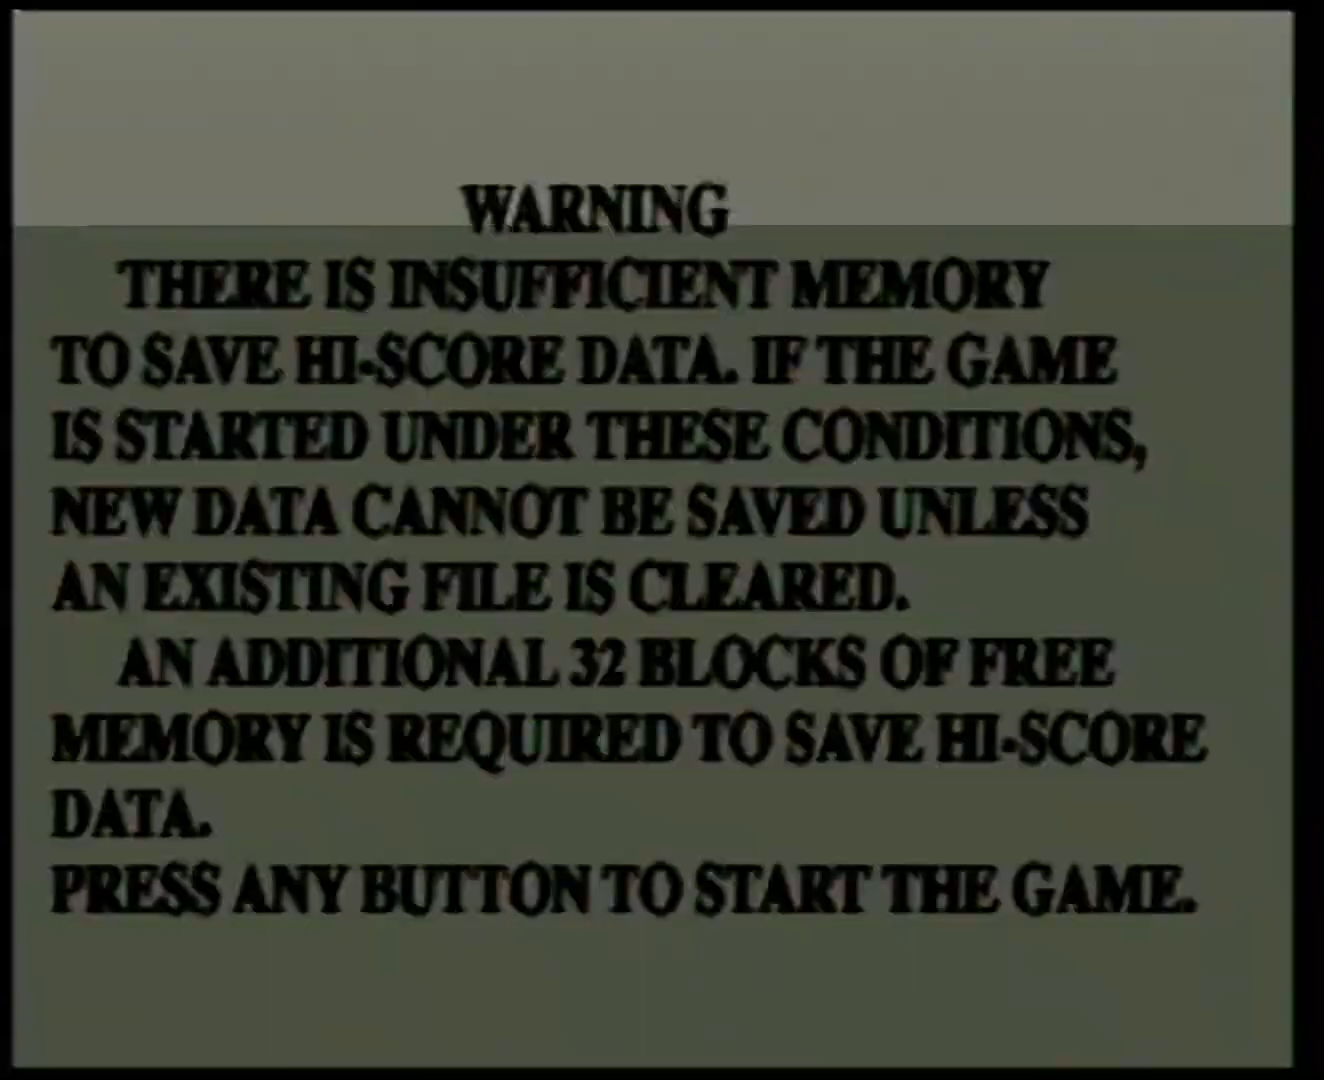 WARNING
THERE IS INSUFFICIENT MEMORY
TO SAVE HI-SCORE DATA. IF THE GAME
IS STARTED UNDER THESE CONDITIONS,
NEW DATA CANNOT BE SAVED UNLESS
AN EXISTING FILE IS CLEARED.
AN ADDITIONAL 32 BLOCKS OF FREE
MEMORY IS REQUIRED TO SAVE HI-SCORE
DATA.
PRESS ANY BUTTON TO START THE GAME.